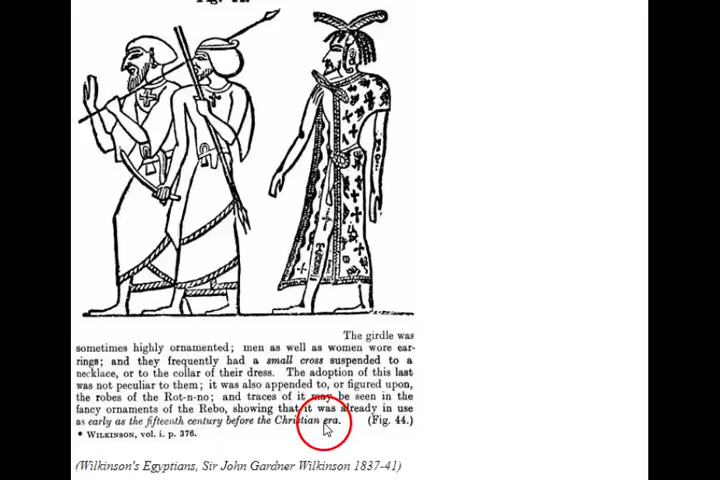 The girdle was
sometimes highly ornamented; men as well as women wore ear-
rings; and they frequently had a small cross suspended to a
necklace, or to the collar of their dress. The adoption of this last
was not peculiar to them; it was also appended to, or figured upon,
the robes of the Rot-n-no; and traces of it may be seen in the
fancy ornaments of the Rebo, showing that it was already in use
as early as the fifteenth century before the Christian era. (Fig. 44.)
* WILKINSON, vol. i. p. 376.
(Wilkinson's Egyptians, Sir John Gardner Wilkinson 1837-41)